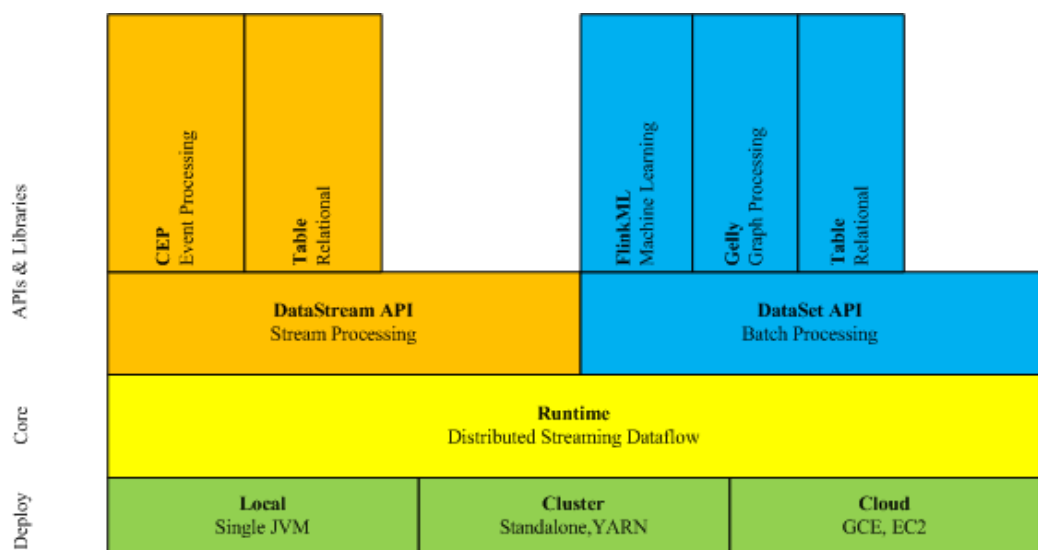 APIs & Libraries
CEP
Event Processing
Table
Relational
FlinkML
Machine Learning
Gelly
Graph Processing
Table
Relational
DataStream API
Stream Processing
DataSet API
Batch Processing
Core
Runtime
Distributed Streaming Dataflow
Deploy
Local
Single JVM
Cluster
Standalone,YARN
Cloud
GCE, EC2